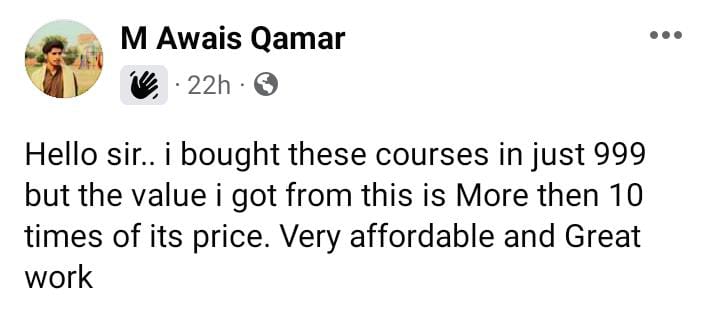 M Awais Qamar
· 22h ·
Hello sir.. i bought these courses in just 999
but the value i got from this is More then 10
times of its price. Very affordable and Great
work